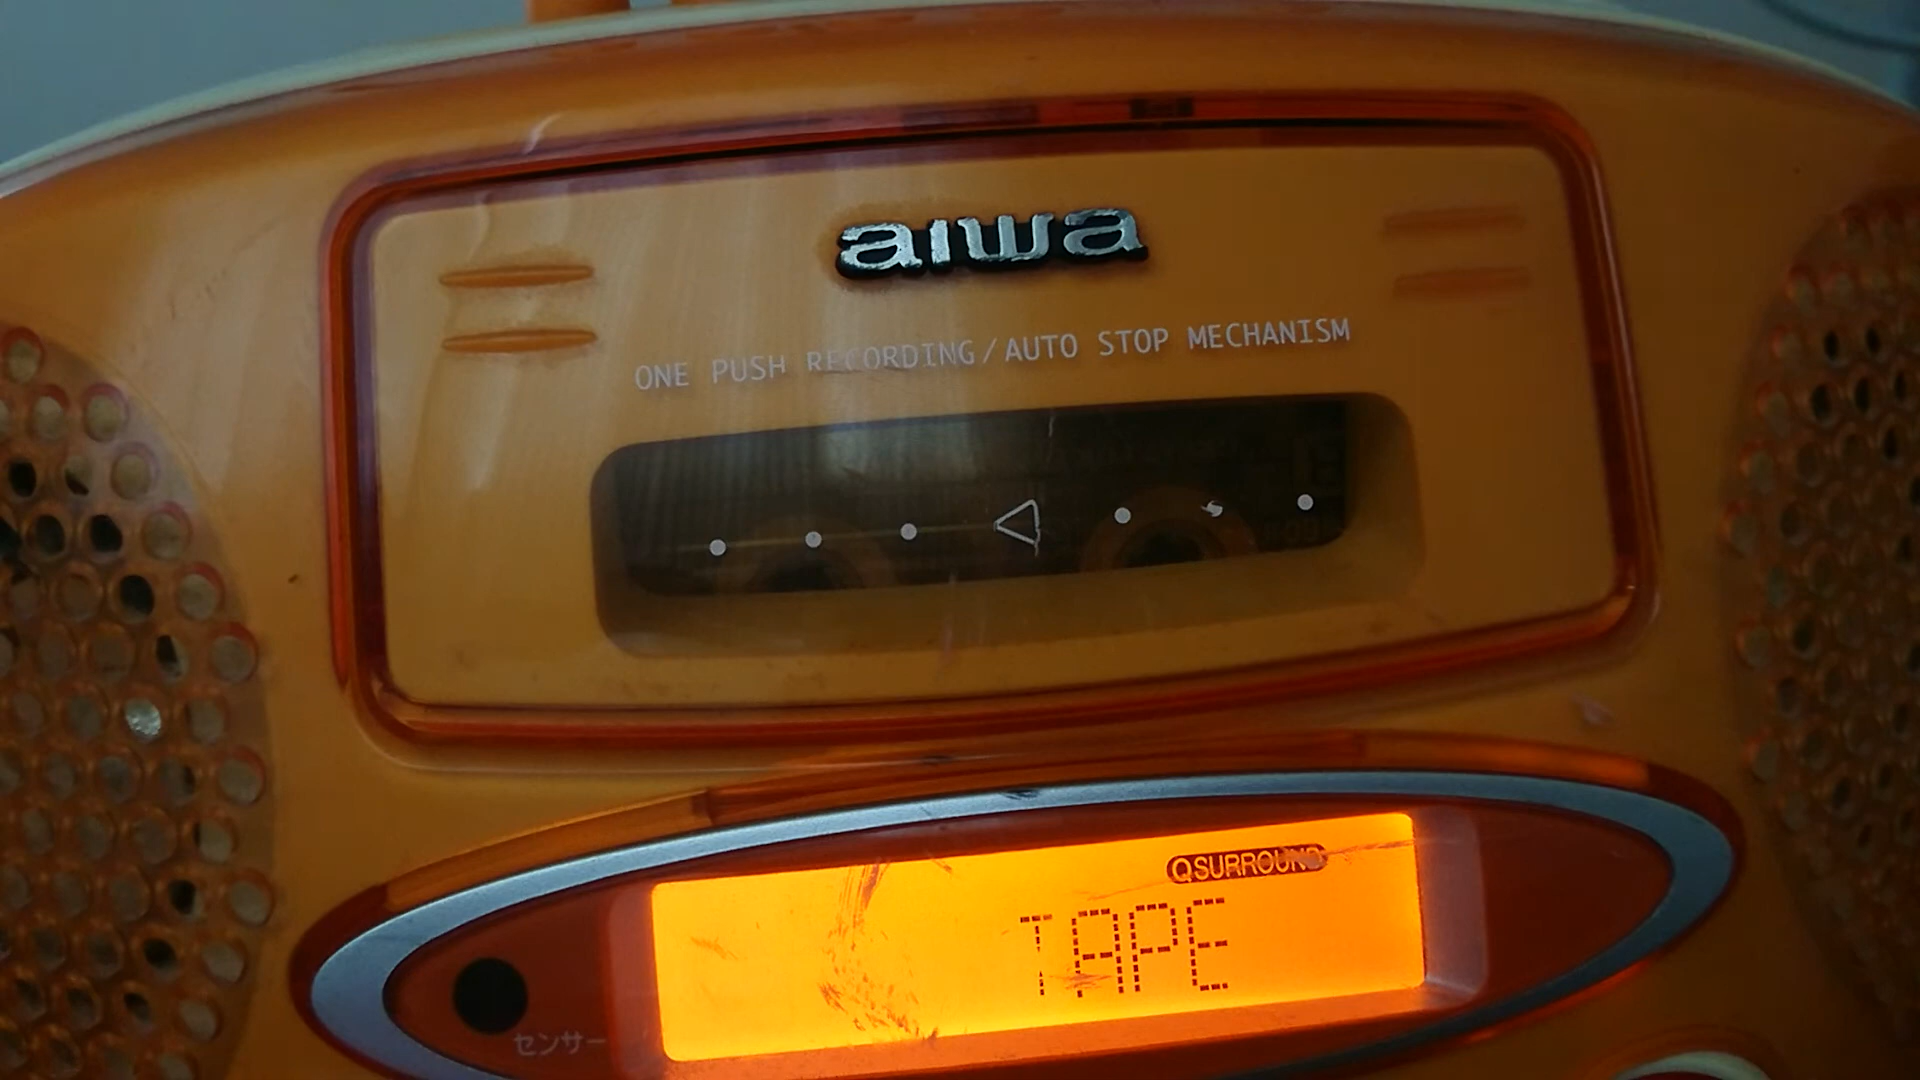 aiwa
ONE PUSH RECORDING/AUTO STOP MECHANISM
QSURROUND
TAPE
センサー